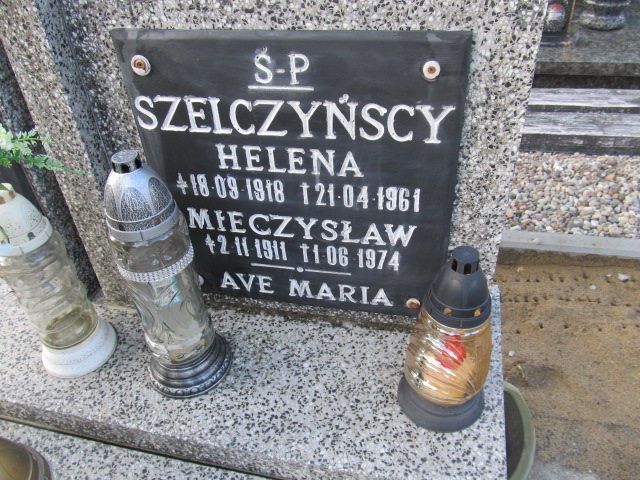 Ś-P
SZELCZYŃSCY
HELENA
*18·09·1918 †21·04·1961
MIECZYSŁAW
*2·11·1911 †1·06·1974
AVE MARIA